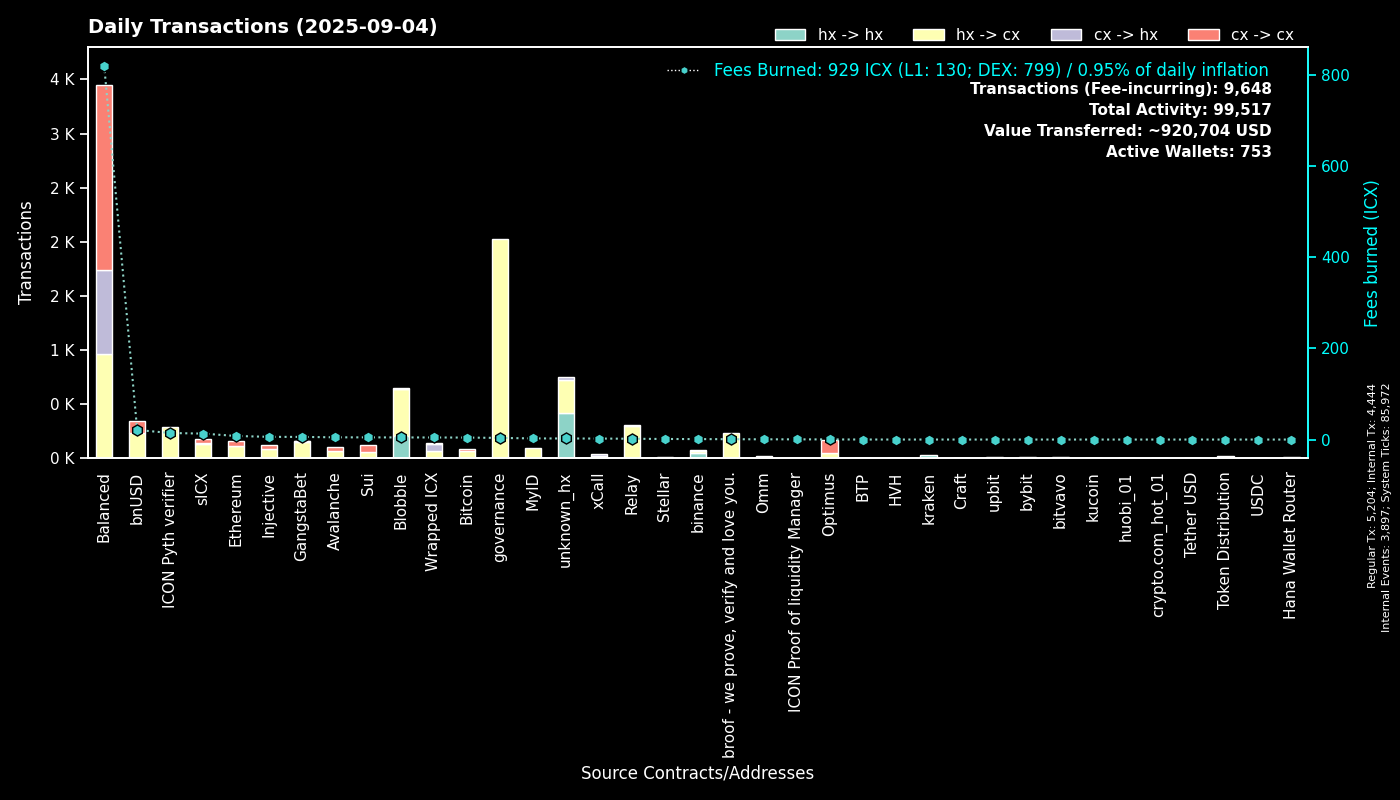 Daily Transactions (2025-09-04)
hx -> hx
hx -> cx
cx -> hx
cx -> cx
Fees Burned: 929 ICX (L1: 130; DEX: 799) / 0.95% of daily inflation
Transactions (Fee-incurring): 9,648
Total Activity: 99,517
Value Transferred: ~920,704 USD
Active Wallets: 753
Transactions
4 K
3 K
2 K
2 K
2 K
1 K
0 K
0 K
800
600
400
200
0
Fees burned (ICX)
Balanced
bnUSD
ICON Pyth verifier
sICX
Ethereum
Injective
GangstaBet
Avalanche
Sui
Blobble
Wrapped ICX
Bitcoin
governance
MyID
unknown_hx
xCall
Relay
Stellar
binance
broof - we prove, verify and love you.
Omm
ICON Proof of liquidity Manager
Optimus
BTP
HVH
kraken
Craft
upbit
bybit
bitvavo
kucoin
huobi_01
crypto.com_hot_01
Tether USD
Token Distribution
USDC
Hana Wallet Router
Source Contracts/Addresses
Regular Tx: 5,204; Internal Tx: 4,444
Internal Events: 3,897; System Ticks: 85,972